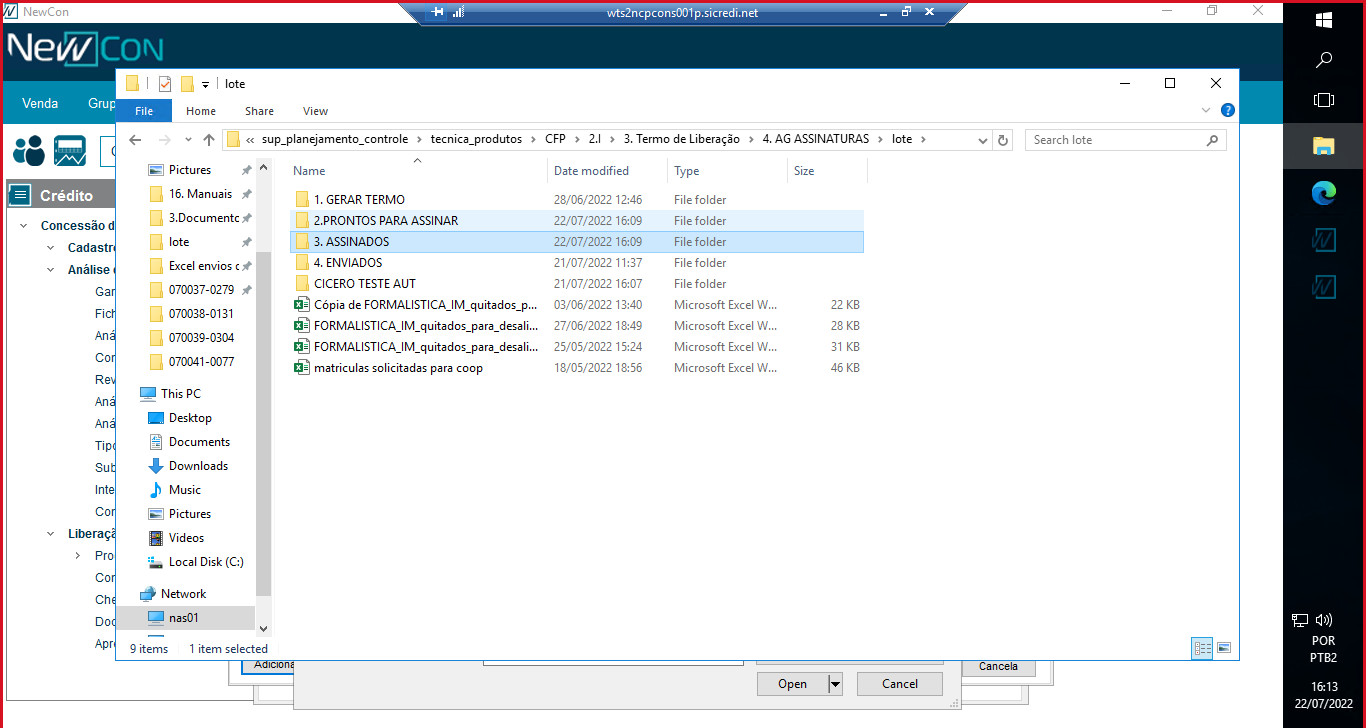 NewCon
wts2ncpcons001p.sicredi.net
NEWCON
Venda
Grup
lote
File
Home
Share
View
« sup_planejamento_controle > tecnica_produtos > CFP > 2.I > 3. Termo de Liberação > 4. AG ASSINATURAS > lote >
Search lote
Crédito
Concessão d
Cadastro
Análise
Gar
Fich
Aná
Cor
Rev
Aná
Aná
Tipo
Sub
Inte
Cor
Liberaçã
Pro
Cor
Che
Doc
Apr
Pictures
16. Manuais
3.Documento
lote
Excel envios c
070037-0279
070038-0131
070039-0304
070041-0077
This PC
Desktop
Documents
Downloads
Music
Pictures
Videos
Local Disk (C:)
Network
nas01
Name Date modified Type Size
1. GERAR TERMO 28/06/2022 12:46 File folder
2.PRONTOS PARA ASSINAR 22/07/2022 16:09 File folder
3. ASSINADOS 22/07/2022 16:09 File folder
4. ENVIADOS 21/07/2022 11:37 File folder
CICERO TESTE AUT 21/07/2022 16:07 File folder
Cópia de FORMALISTICA_IM_quitados_p... 03/06/2022 13:40 Microsoft Excel W... 22 KB
FORMALISTICA_IM_quitados_para_desali... 27/06/2022 18:49 Microsoft Excel W... 28 KB
FORMALISTICA_IM_quitados_para_desali... 25/05/2022 15:24 Microsoft Excel W... 31 KB
matriculas solicitadas para coop 18/05/2022 18:56 Microsoft Excel W... 46 KB
9 items 1 item selected
Adiciona
Cancela
Open
Cancel
POR
PTB2
16:13
22/07/2022